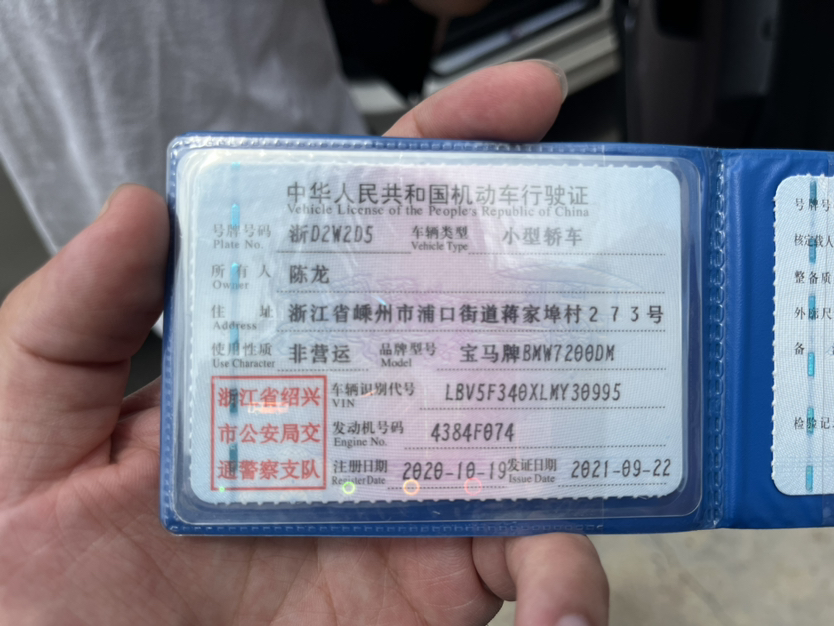 中华人民共和国机动车行驶证
Vehicle License of the People's Republic of China
号牌号码 浙D2W2D5 车辆类型 小型轿车
Plate No. Vehicle Type
所有人 陈龙
Owner
住址 浙江省嵊州市浦口街道蒋家埠村273号
Address
使用性质 非营运 品牌型号 宝马牌BMW7200DM
Use Character Model
浙江省绍兴
市公安局交
通警察支队
车辆识别代号 LBV5F340XLMY30995
VIN
发动机号码 4384F074
Engine No.
注册日期 2020-10-19 发证日期 2021-09-22
Register Date Issue Date
号牌号
核定载人
整备质
外廓尺
备
检验记